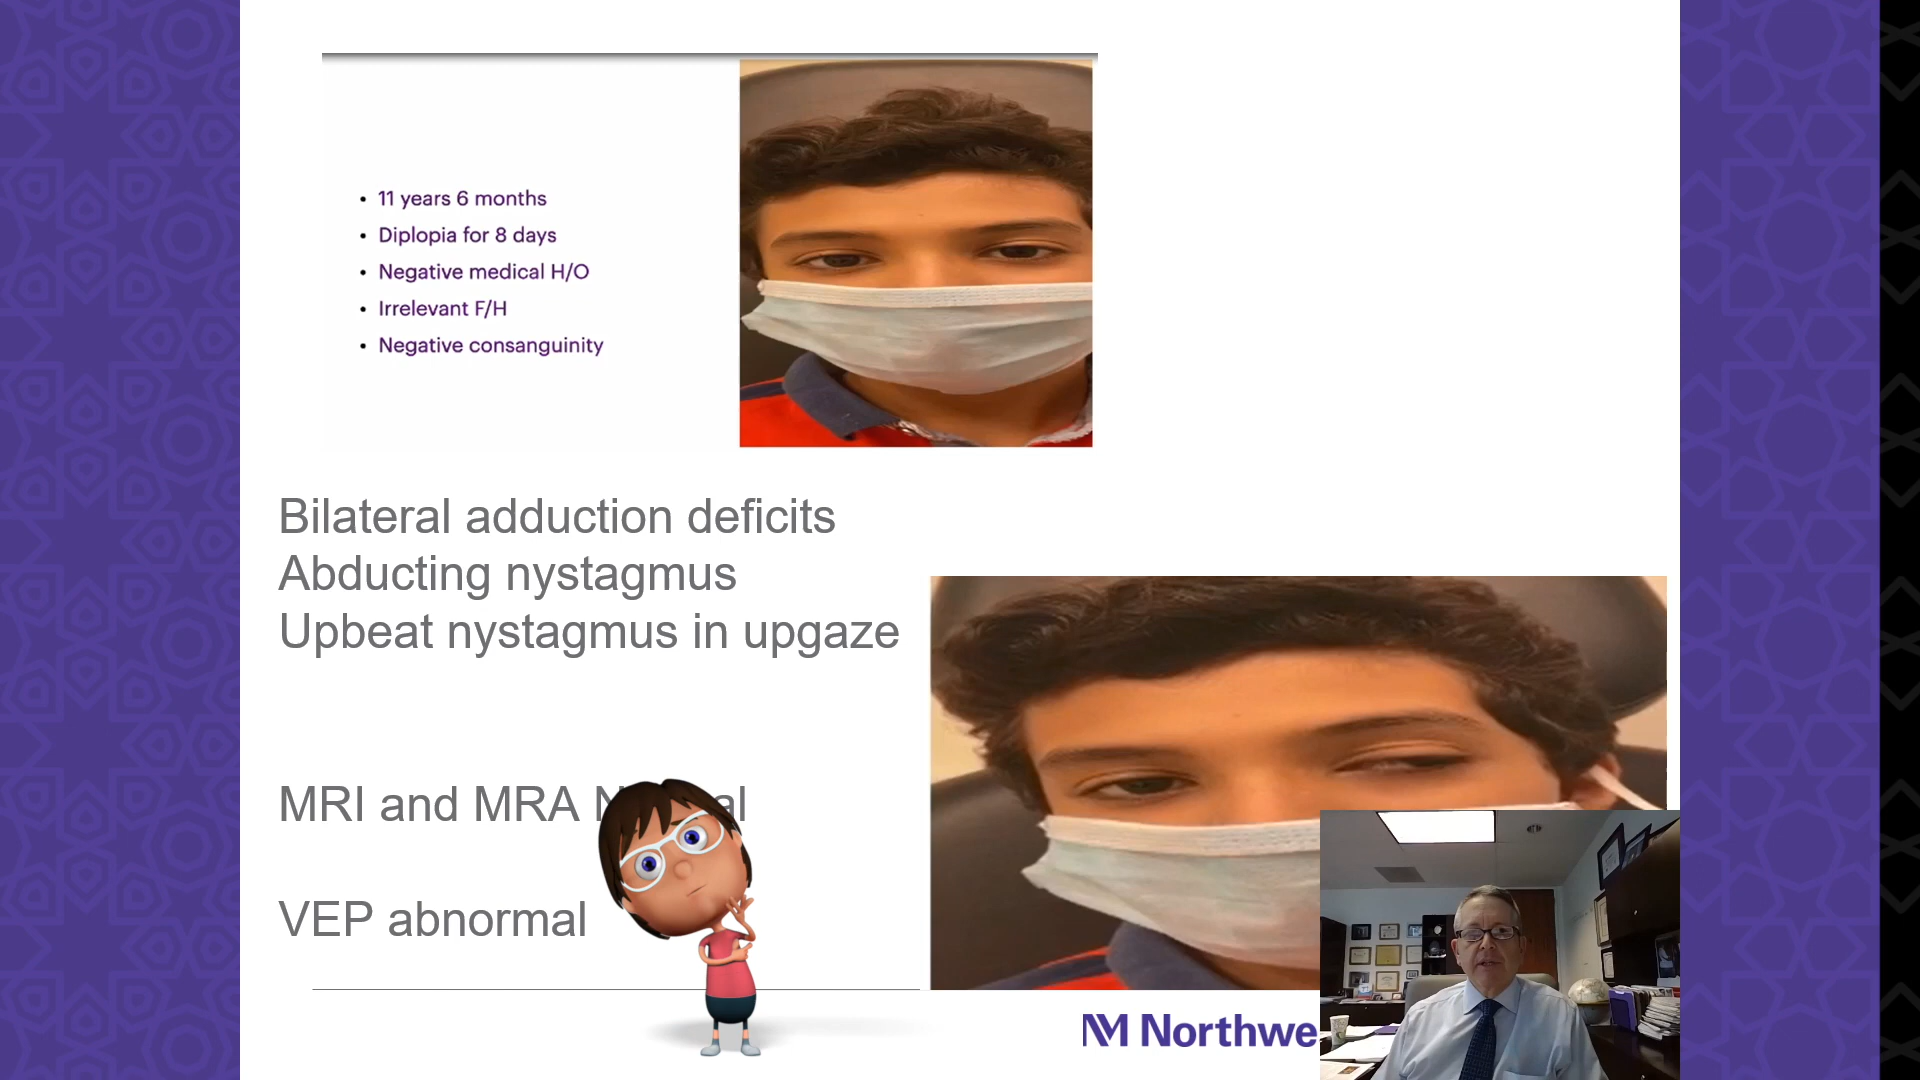 11 years 6 months
Diplopia for 8 days
Negative medical H/O
Irrelevant F/H
Negative consanguinity
Bilateral adduction deficits
Abducting nystagmus
Upbeat nystagmus in upgaze
MRI and MRA
VEP abnormal
NM Northwe